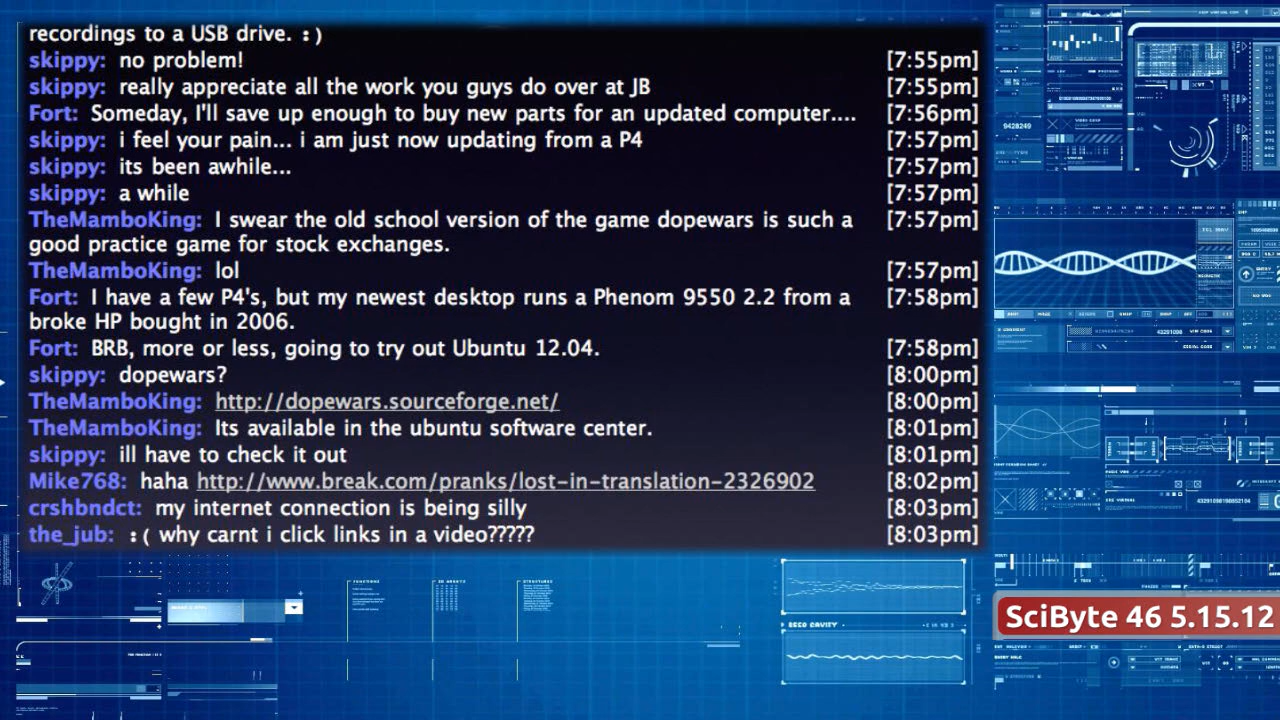 recordings to a USB drive. :)
skippy: no problem! [7:55pm]
skippy: really appreciate all the work you guys do over at JB [7:55pm]
Fort: Someday, I'll save up enough to buy new parts for an updated computer.... [7:56pm]
skippy: i feel your pain... i am just now updating from a P4 [7:57pm]
skippy: its been awhile... [7:57pm]
skippy: a while [7:57pm]
TheMamboKing: I swear the old school version of the game dopewars is such a [7:57pm]
good practice game for stock exchanges.
TheMamboKing: lol [7:57pm]
Fort: I have a few P4's, but my newest desktop runs a Phenom 9550 2.2 from a [7:58pm]
broke HP bought in 2006.
Fort: BRB, more or less, going to try out Ubuntu 12.04. [7:58pm]
skippy: dopewars? [8:00pm]
TheMamboKing: http://dopewars.sourceforge.net/ [8:00pm]
TheMamboKing: Its available in the ubuntu software center. [8:01pm]
skippy: ill have to check it out [8:01pm]
Mike768: haha http://www.break.com/pranks/lost-in-translation-2326902 [8:02pm]
crshbndct: my internet connection is being silly [8:03pm]
the_jub: :( why carnt i click links in a video????? [8:03pm]
9428249
SciByte 46 5.15.12